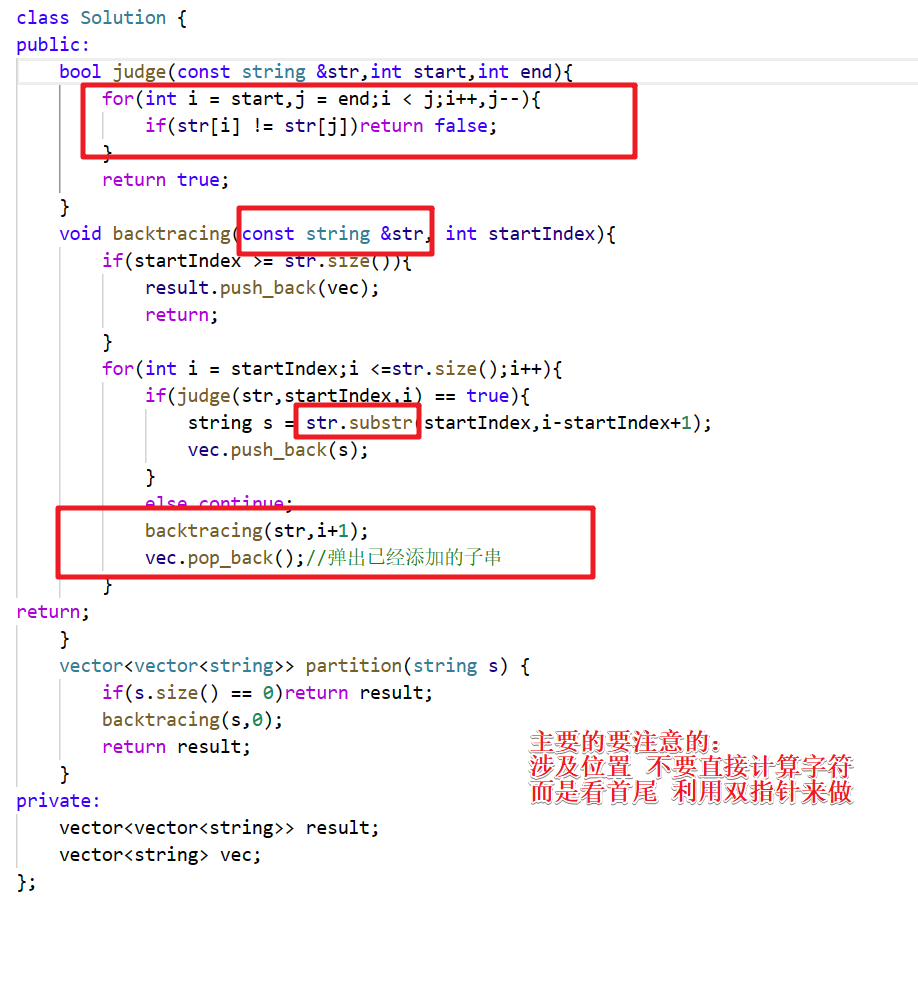 class Solution {
public:
    bool judge(const string &str,int start,int end){
        for(int i = start,j = end;i < j;i++,j--){
            if(str[i] != str[j])return false;
        }
        return true;
    }
    void backtracing(const string &str, int startIndex){
        if(startIndex >= str.size()){
            result.push_back(vec);
            return;
        }
        for(int i = startIndex;i <=str.size();i++){
            if(judge(str,startIndex,i) == true){
                string s = str.substr(startIndex,i-startIndex+1);
                vec.push_back(s);
            }
            else continue;
            backtracing(str,i+1);
            vec.pop_back();//弹出已经添加的子串
        }
return;
    }
    vector<vector<string>> partition(string s) {
        if(s.size() == 0)return result;
        backtracing(s,0);
        return result;
    }
private:
    vector<vector<string>> result;
    vector<string> vec;
};
主要的要注意的：
涉及位置 不要直接计算字符
而是看首尾 利用双指针来做